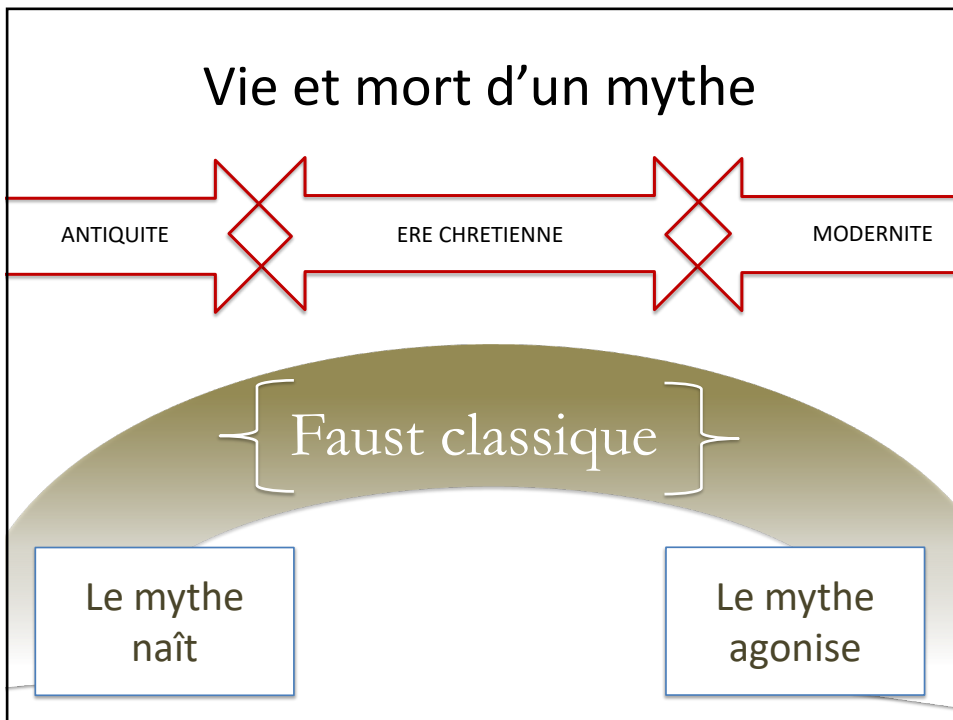 Vie et mort d’un mythe
ANTIQUITE
ERE CHRETIENNE
MODERNITE
Faust classique
Le mythe
naît
Le mythe
agonise